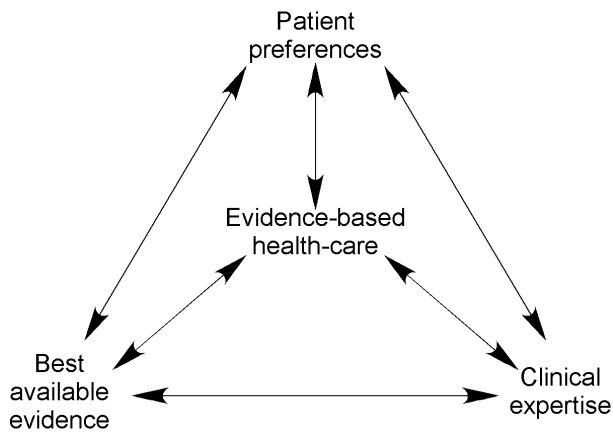 Patient
preferences
Evidence-based
health-care
Best
available
evidence
Clinical
expertise